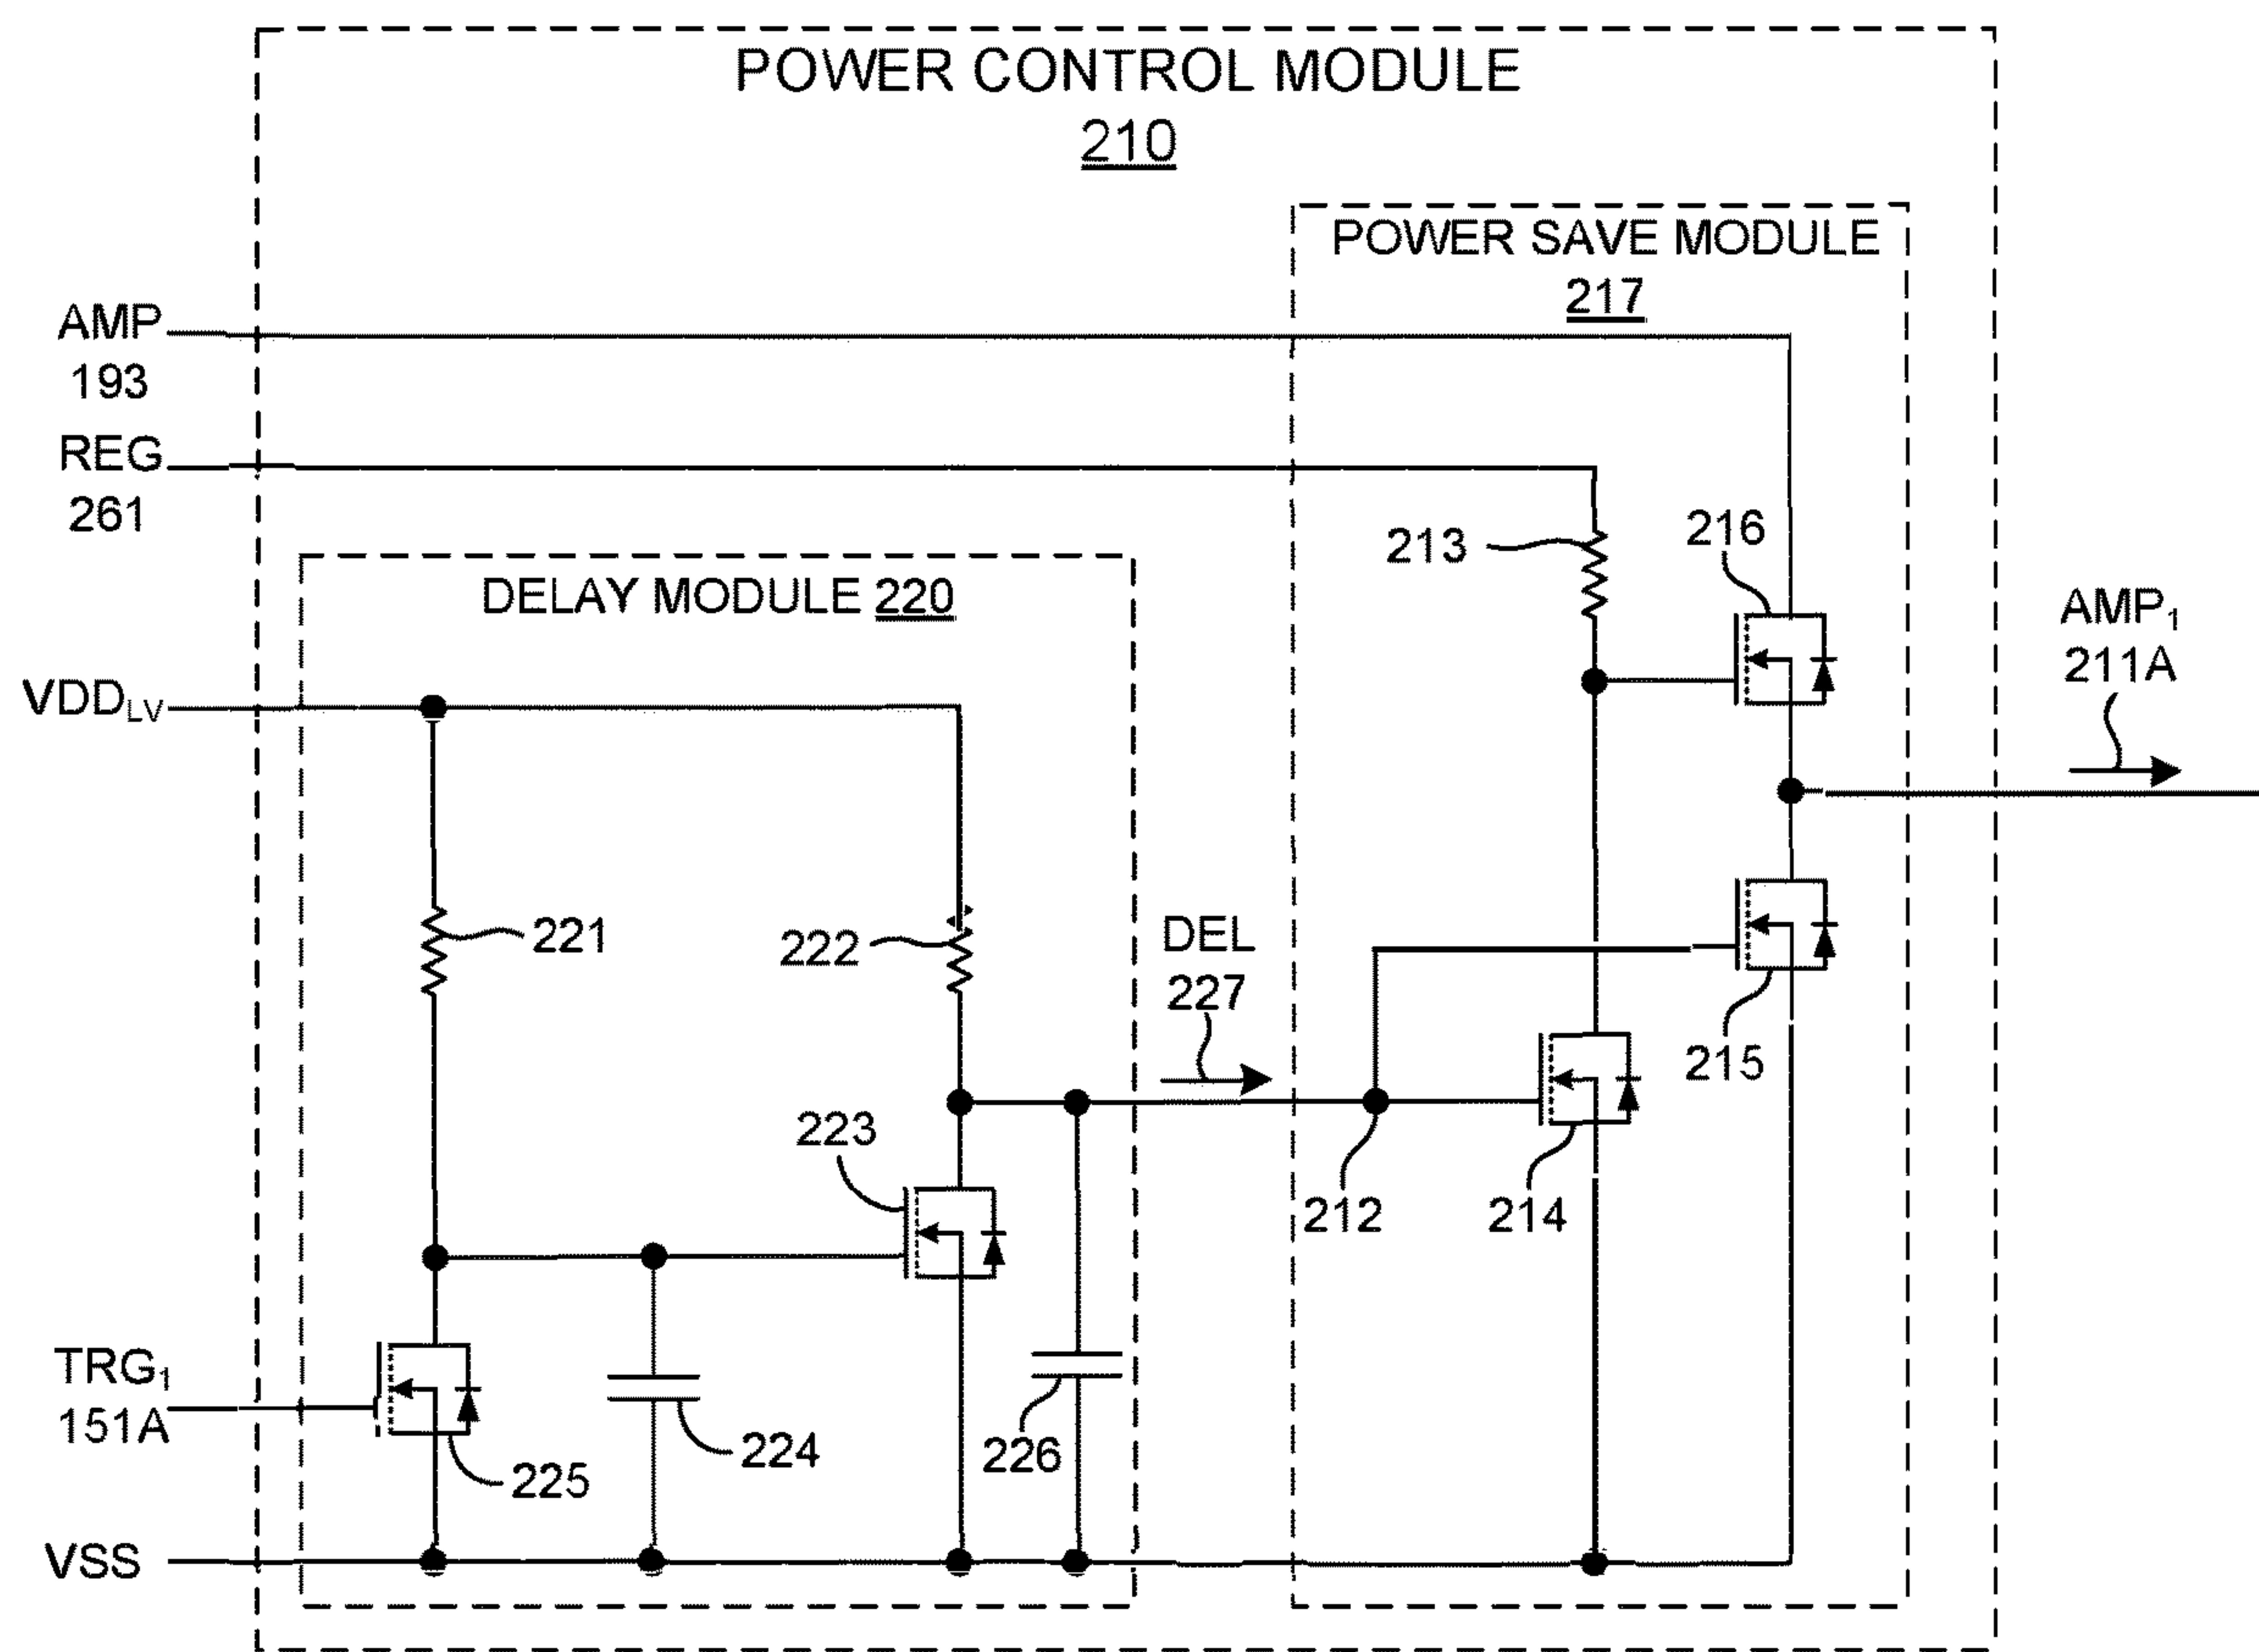 POWER CONTROL MODULE
210
POWER SAVE MODULE
217
AMP
193
REG
261
213
216
DELAY MODULE 220
AMP₁
211A
VDD_LV
221
222
DEL
227
215
223
212
214
TRG₁
151A
224
226
225
VSS